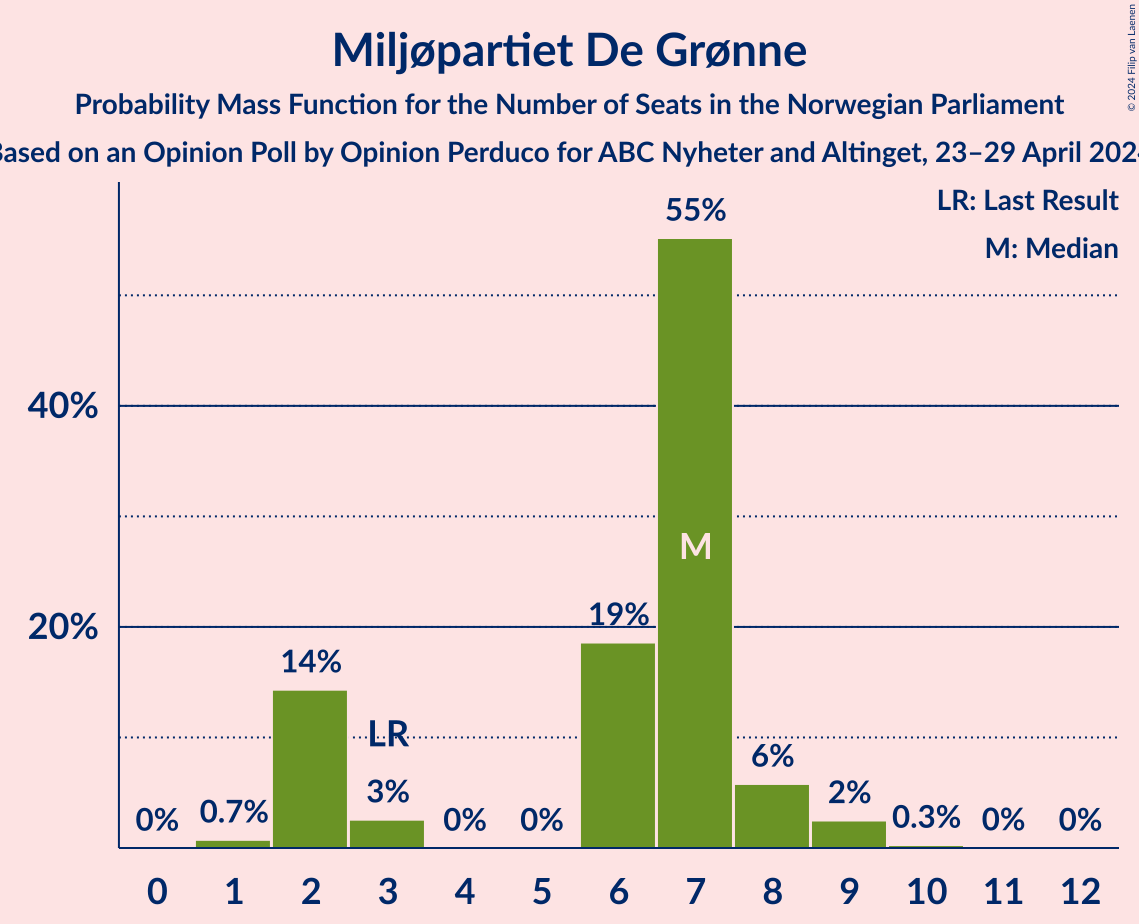 Miljøpartiet De Grønne
Probability Mass Function for the Number of Seats in the Norwegian Parliament
Based on an Opinion Poll by Opinion Perduco for ABC Nyheter and Altinget, 23–29 April 2024
© 2024 Filip van Laenen
LR: Last Result
M: Median
55%
40%
M
20%
19%
14%
LR
6%
3%
2%
0%
0.7%
0%
0%
0.3%
0%
0%
0 1 2 3 4 5 6 7 8 9 10 11 12